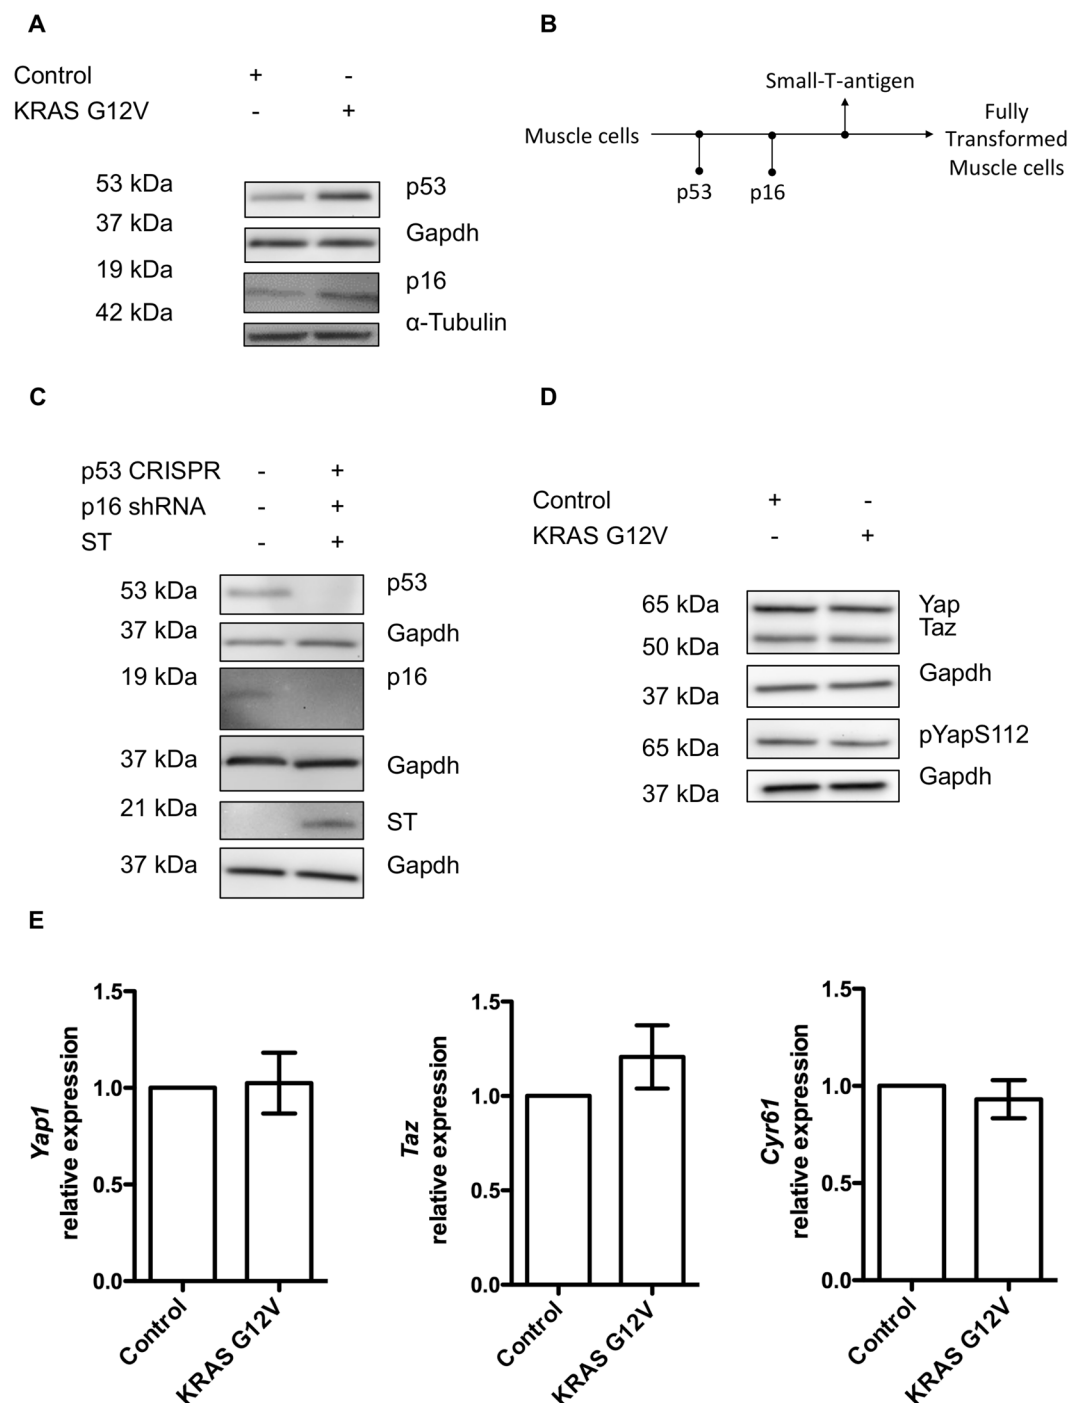 A
Control + -
KRAS G12V - +
53 kDa p53
37 kDa Gapdh
19 kDa p16
42 kDa α-Tubulin
B
Small-T-antigen
Muscle cells
Fully
Transformed
Muscle cells
p53 p16
C
p53 CRISPR - +
p16 shRNA - +
ST - +
53 kDa p53
37 kDa Gapdh
19 kDa p16
37 kDa Gapdh
21 kDa ST
37 kDa Gapdh
D
Control + -
KRAS G12V - +
65 kDa Yap
Taz
50 kDa
Gapdh
37 kDa
pYapS112
65 kDa
Gapdh
37 kDa
E
Yap1
relative expression
1.5
1.0
0.5
0.0
Control
KRAS G12V
Taz
relative expression
1.5
1.0
0.5
0.0
Control
KRAS G12V
Cyr61
relative expression
1.5
1.0
0.5
0.0
Control
KRAS G12V